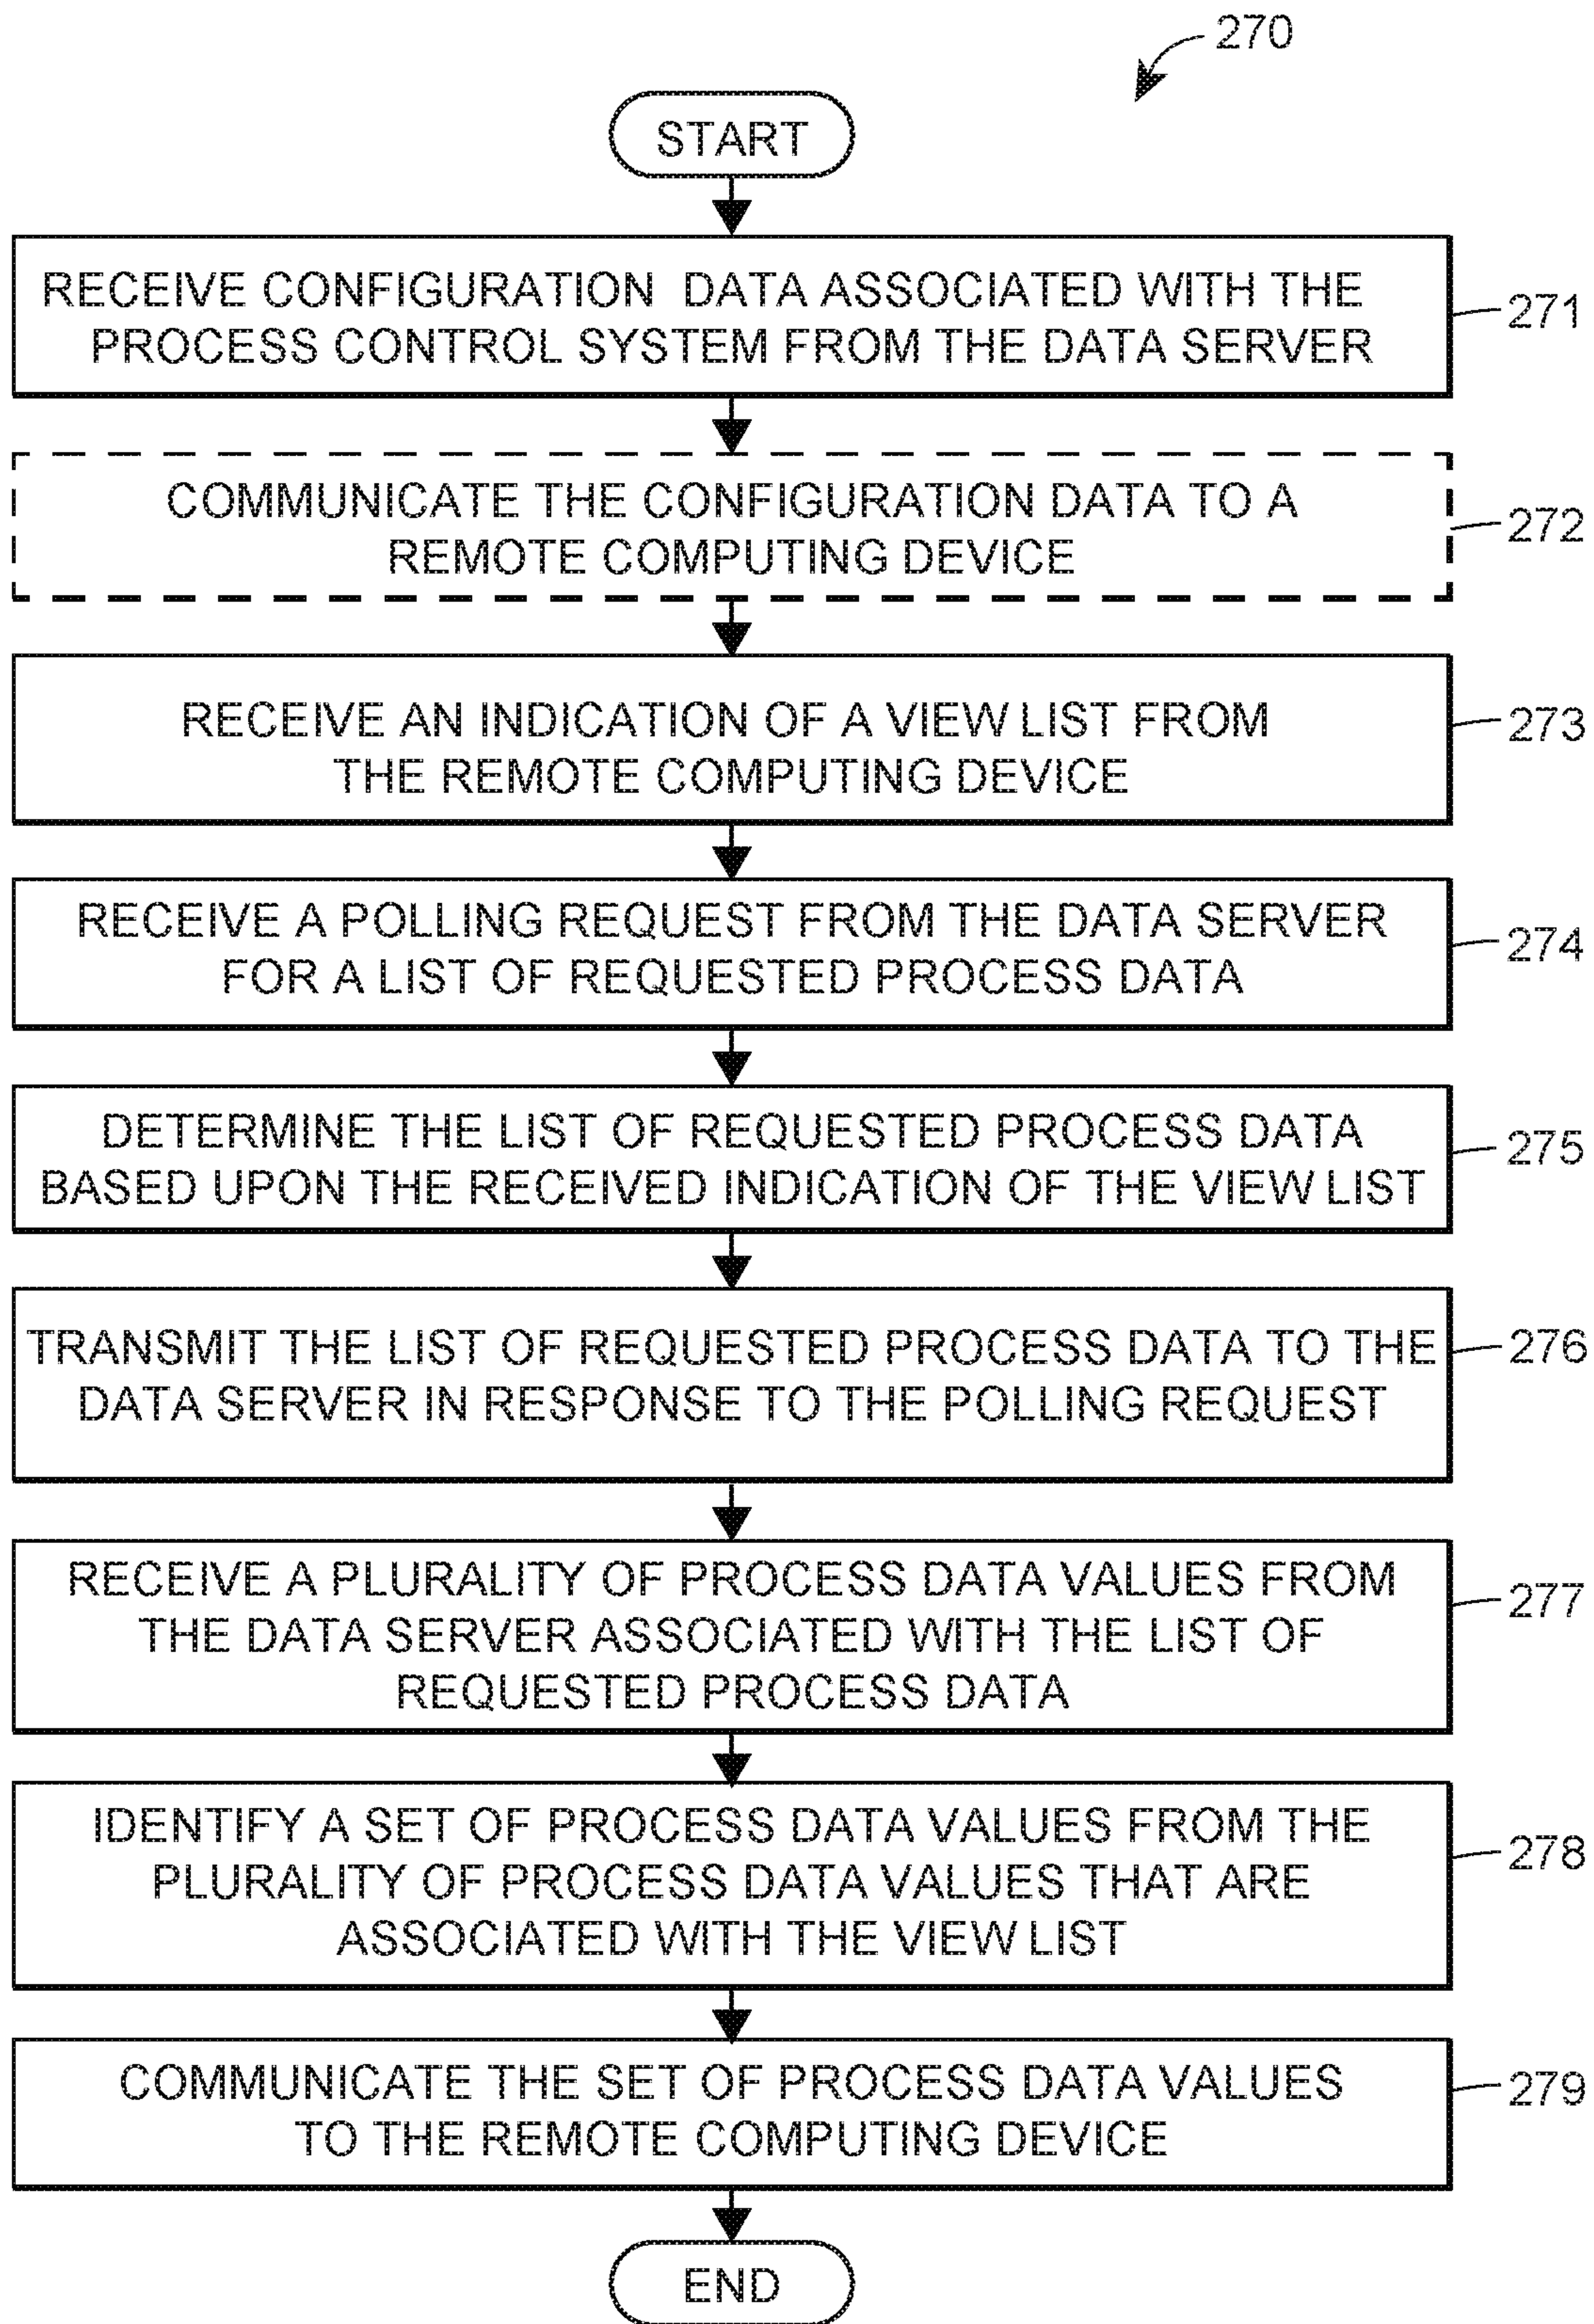 270
START
RECEIVE CONFIGURATION DATA ASSOCIATED WITH THE
PROCESS CONTROL SYSTEM FROM THE DATA SERVER
271
COMMUNICATE THE CONFIGURATION DATA TO A
REMOTE COMPUTING DEVICE
272
RECEIVE AN INDICATION OF A VIEW LIST FROM
THE REMOTE COMPUTING DEVICE
273
RECEIVE A POLLING REQUEST FROM THE DATA SERVER
FOR A LIST OF REQUESTED PROCESS DATA
274
DETERMINE THE LIST OF REQUESTED PROCESS DATA
BASED UPON THE RECEIVED INDICATION OF THE VIEW LIST
275
TRANSMIT THE LIST OF REQUESTED PROCESS DATA TO THE
DATA SERVER IN RESPONSE TO THE POLLING REQUEST
276
RECEIVE A PLURALITY OF PROCESS DATA VALUES FROM
THE DATA SERVER ASSOCIATED WITH THE LIST OF
REQUESTED PROCESS DATA
277
IDENTIFY A SET OF PROCESS DATA VALUES FROM THE
PLURALITY OF PROCESS DATA VALUES THAT ARE
ASSOCIATED WITH THE VIEW LIST
278
COMMUNICATE THE SET OF PROCESS DATA VALUES
TO THE REMOTE COMPUTING DEVICE
279
END